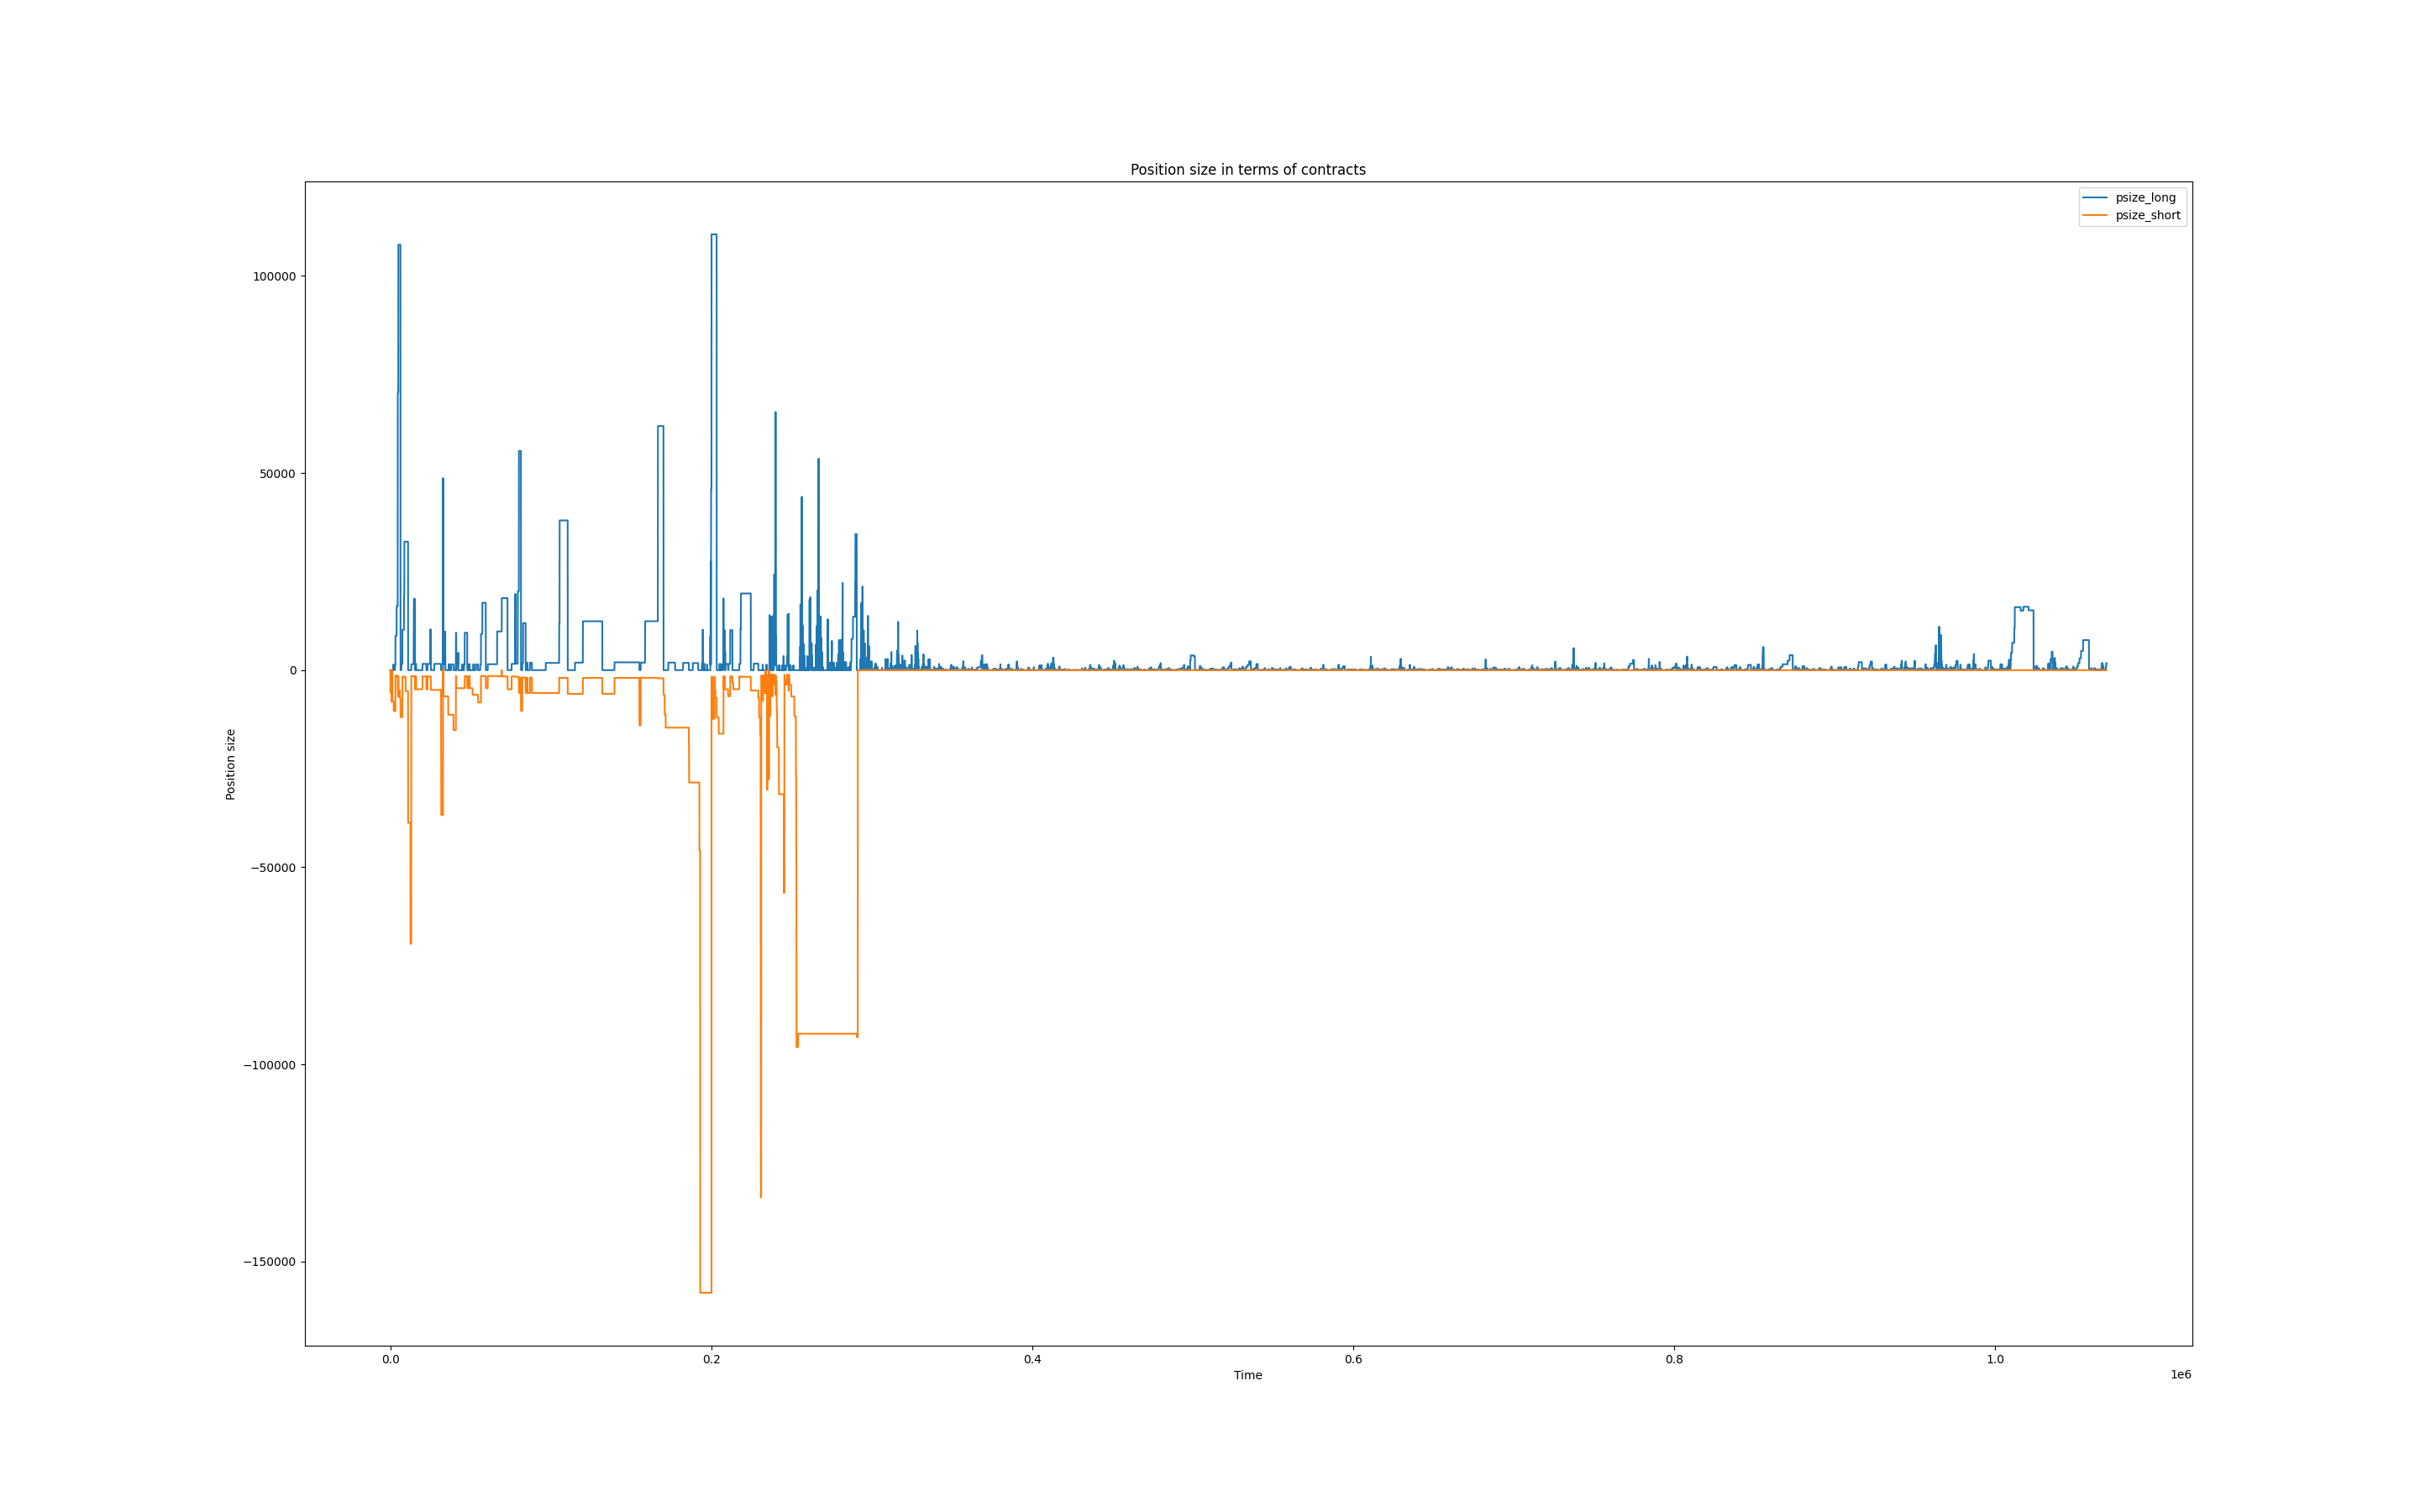 Position size in terms of contracts
psize_long
psize_short
100000
50000
0
−50000
−100000
−150000
Position size
0.0
0.2
0.4
0.6
0.8
1.0
Time
1e6